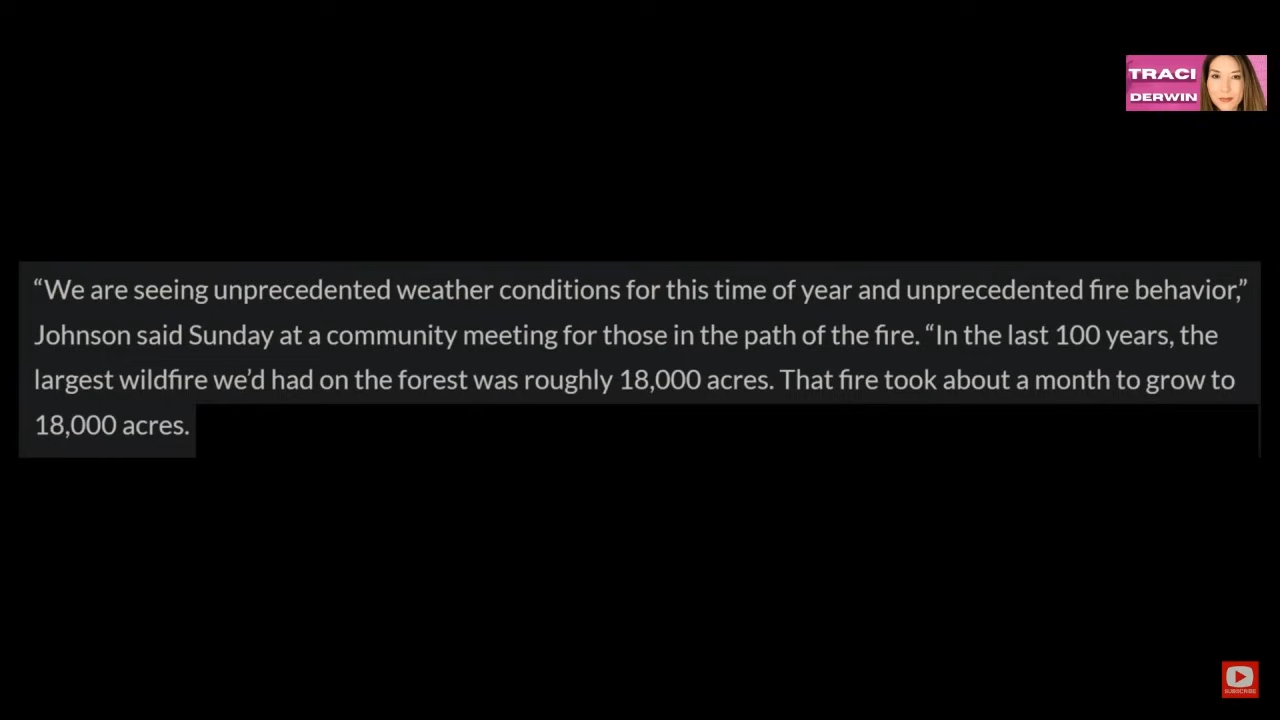 TRACI
DERWIN
“We are seeing unprecedented weather conditions for this time of year and unprecedented fire behavior,”
Johnson said Sunday at a community meeting for those in the path of the fire. “In the last 100 years, the
largest wildfire we’d had on the forest was roughly 18,000 acres. That fire took about a month to grow to
18,000 acres.
SUBSCRIBE